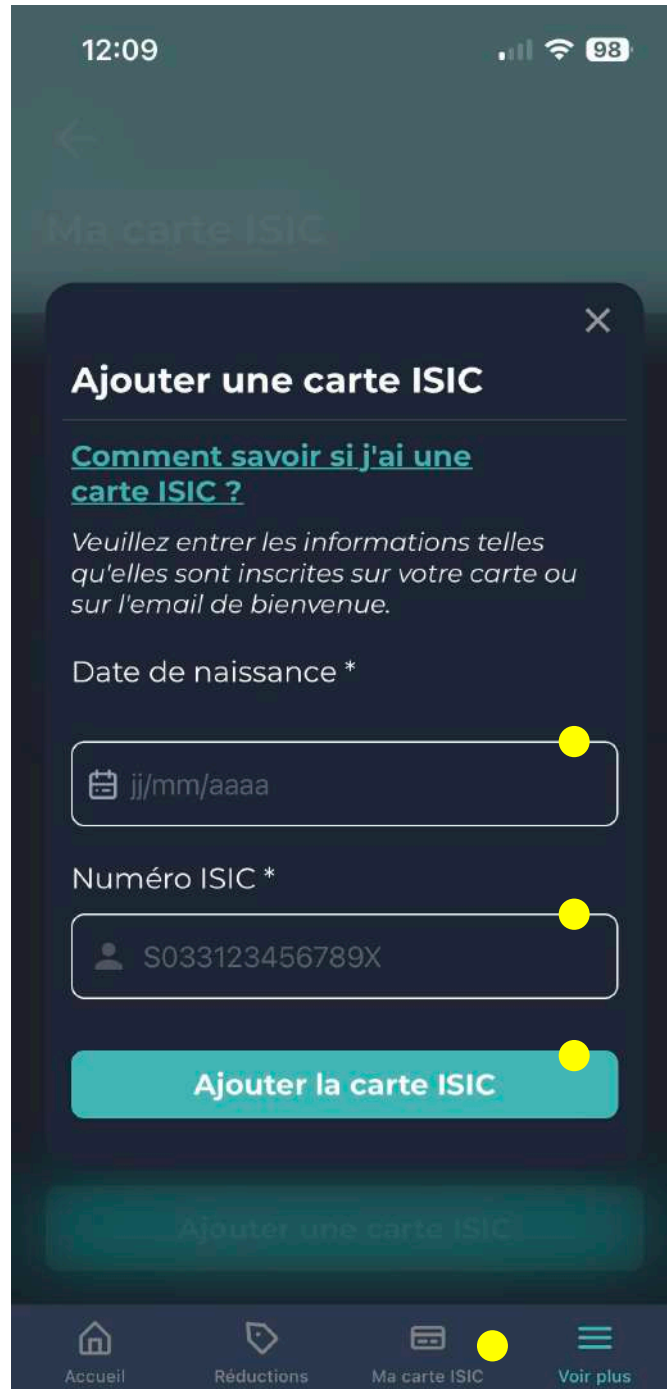 12:09
98
Ma carte ISIC
Ajouter une carte ISIC
Comment savoir si j'ai une
carte ISIC ?
Veuillez entrer les informations telles
qu'elles sont inscrites sur votre carte ou
sur l'email de bienvenue.
Date de naissance *
jj/mm/aaaa
Numéro ISIC *
S033123456789X
Ajouter la carte ISIC
Ajouter une carte ISIC
Accueil Réductions Ma carte ISIC Voir plus